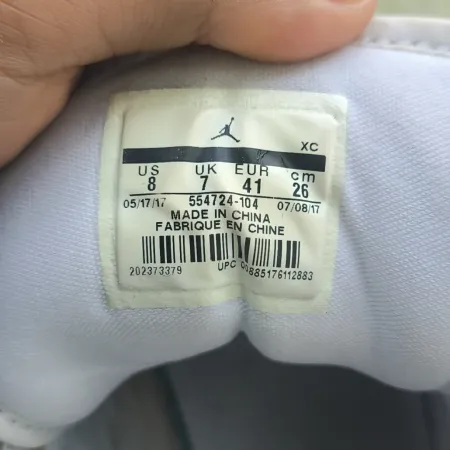 XC
US UK EUR cm
8 7 41 26
05/17/17 554724-104 07/08/17
MADE IN CHINA
FABRIQUE EN CHINE
202373379 UPC 00885176112883